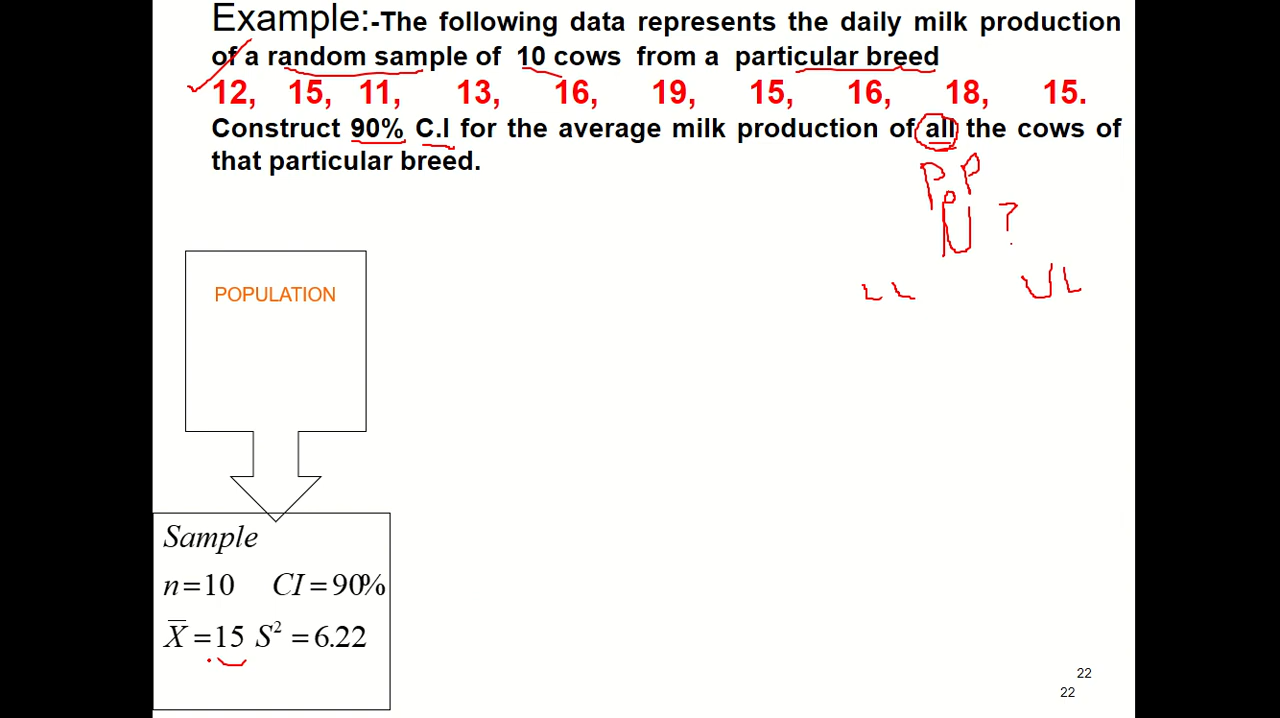 Example:-The following data represents the daily milk production
of a random sample of 10 cows from a particular breed
12, 15, 11, 13, 16, 19, 15, 16, 18, 15.
Construct 90% C.I for the average milk production of all the cows of
that particular breed.
PoP
μ ?
LL UL
POPULATION
Sample
n=10 CI=90%
X̅=15 S²=6.22
22
22